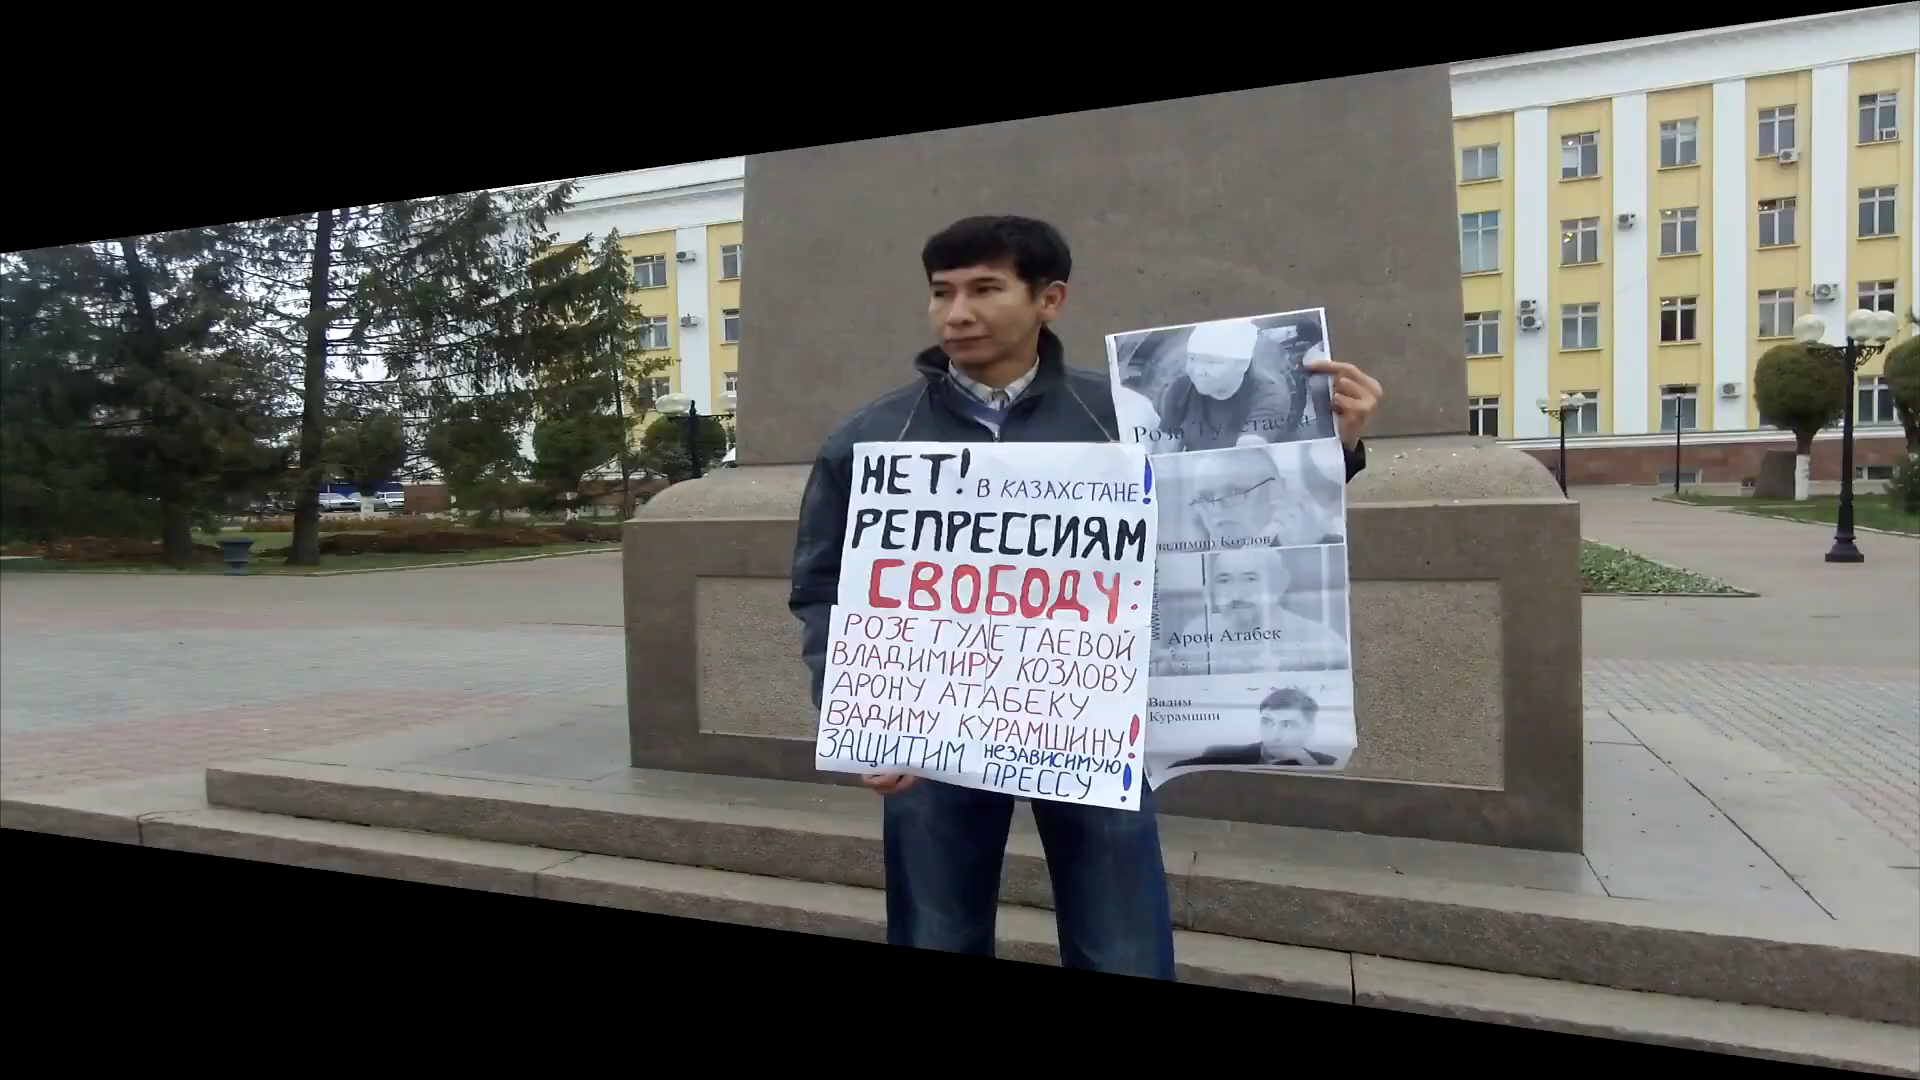 НЕТ! В КАЗАХСТАНЕ!
РЕПРЕССИЯМ
СВОБОДУ:
РОЗЕ ТУЛЕТАЕВОЙ
ВЛАДИМИРУ КОЗЛОВУ
АРОНУ АТАБЕКУ
ВАДИМУ КУРАМШИНУ!
ЗАЩИТИМ НЕЗАВИСИМУЮ
ПРЕССУ!
Роза Тулетаева
Владимир Козлов
Арон Атабек
Вадим
Курамшин